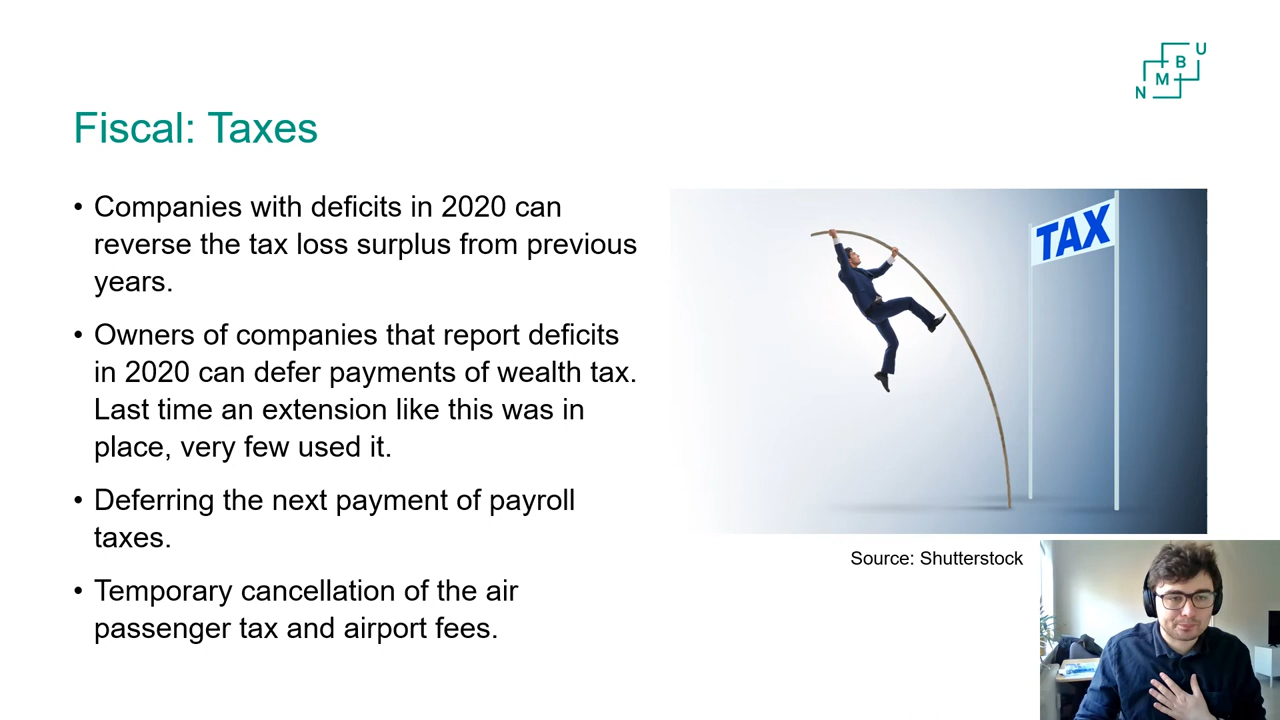 U
B
M
N
Fiscal: Taxes
• Companies with deficits in 2020 can
reverse the tax loss surplus from previous
years.
• Owners of companies that report deficits
in 2020 can defer payments of wealth tax.
Last time an extension like this was in
place, very few used it.
• Deferring the next payment of payroll
taxes.
• Temporary cancellation of the air
passenger tax and airport fees.
TAX
Source: Shutterstock